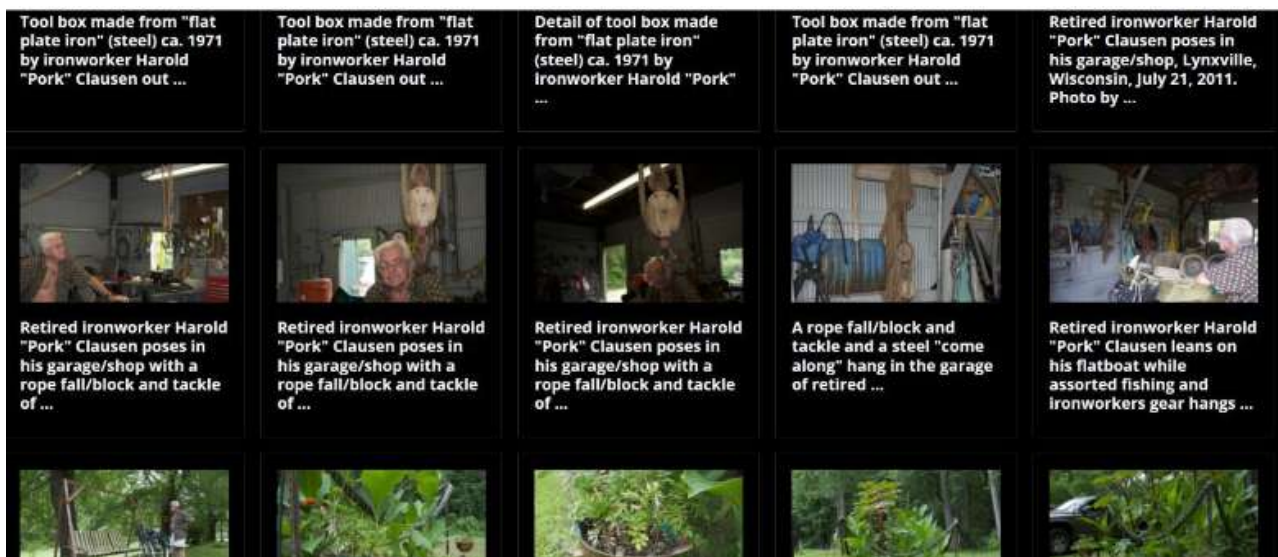 Tool box made from "flat
plate iron" (steel) ca. 1971
by ironworker Harold
"Pork" Clausen out ...
Tool box made from "flat
plate iron" (steel) ca. 1971
by ironworker Harold
"Pork" Clausen out ...
Detail of tool box made
from "flat plate iron"
(steel) ca. 1971 by
ironworker Harold "Pork"
...
Tool box made from "flat
plate iron" (steel) ca. 1971
by ironworker Harold
"Pork" Clausen out ...
Retired ironworker Harold
"Pork" Clausen poses in
his garage/shop, Lynxville,
Wisconsin, July 21, 2011.
Photo by ...
Retired ironworker Harold
"Pork" Clausen poses in
his garage/shop with a
rope fall/block and tackle
of ...
Retired ironworker Harold
"Pork" Clausen poses in
his garage/shop with a
rope fall/block and tackle
of ...
Retired ironworker Harold
"Pork" Clausen poses in
his garage/shop with a
rope fall/block and tackle
of ...
A rope fall/block and
tackle and a steel "come
along" hang in the garage
of retired ...
Retired ironworker Harold
"Pork" Clausen leans on
his flatboat while
assorted fishing and
ironworkers gear hangs ...